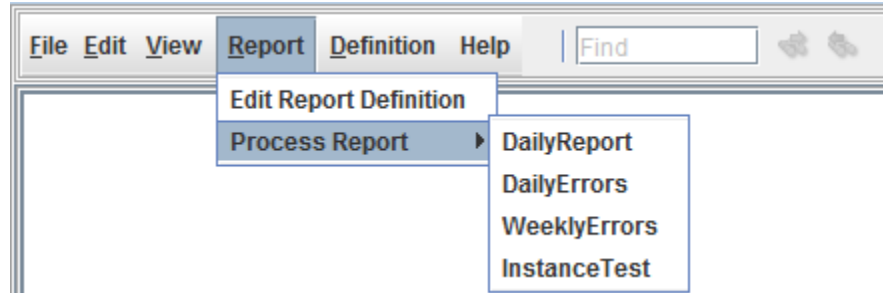 File Edit View Report Definition Help Find
Edit Report Definition
Process Report DailyReport
DailyErrors
WeeklyErrors
InstanceTest